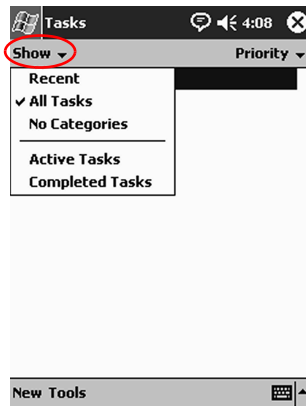 Tasks 4:08
Show Priority
Recent
All Tasks
No Categories
Active Tasks
Completed Tasks
New Tools